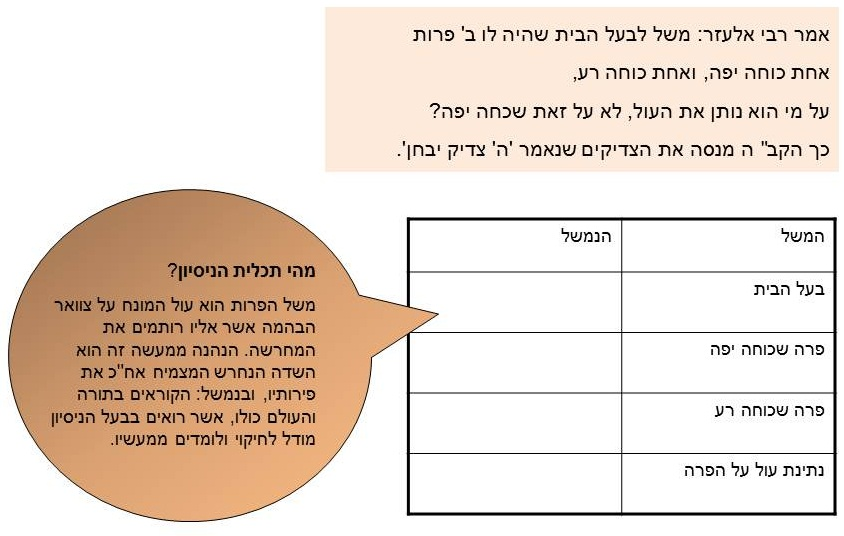 אמר רבי אלעזר: משל לבעל הבית שהיה לו ב' פרות
אחת כוחה יפה, ואחת כוחה רע,
על מי הוא נותן את העול, לא על זאת שכחה יפה?
כך הקב" ה מנסה את הצדיקים שנאמר 'ה' צדיק יבחן'.
המשל
הנמשל
בעל הבית
פרה שכוחה יפה
פרה שכוחה רע
נתינת עול על הפרה
מהי תכלית הניסיון?
משל הפרות הוא עול המונח על צוואר
הבהמה אשר אליו רותמים את
המחרשה. הנהנה ממעשה זה הוא
השדה הנחרש המצמיח אח"כ את
פירותיו, ובנמשל: הקוראים בתורה
והעולם כולו, אשר רואים בבעל הניסיון
מודל לחיקוי ולומדים ממעשיו.